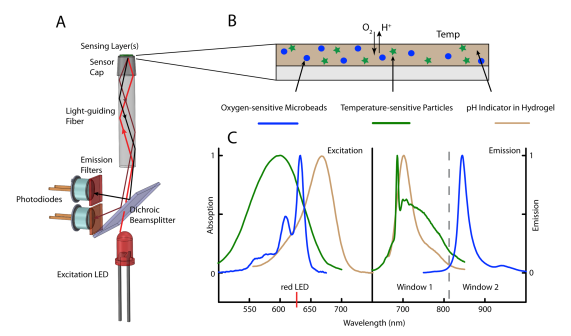 A
Sensing Layer(s)
Sensor
Cap
Light-guiding
Fiber
Emission
Filters
Photodiodes
Dichroic
Beamsplitter
Excitation LED
B
O2 H+
Temp
Oxygen-sensitive Microbeads
Temperature-sensitive Particles
pH Indicator in Hydrogel
C
Excitation
Emission
1
1
Absoption
Emission
0
0
red LED
Window 1
Window 2
550 600 650 700
700 800 900
Wavelength (nm)